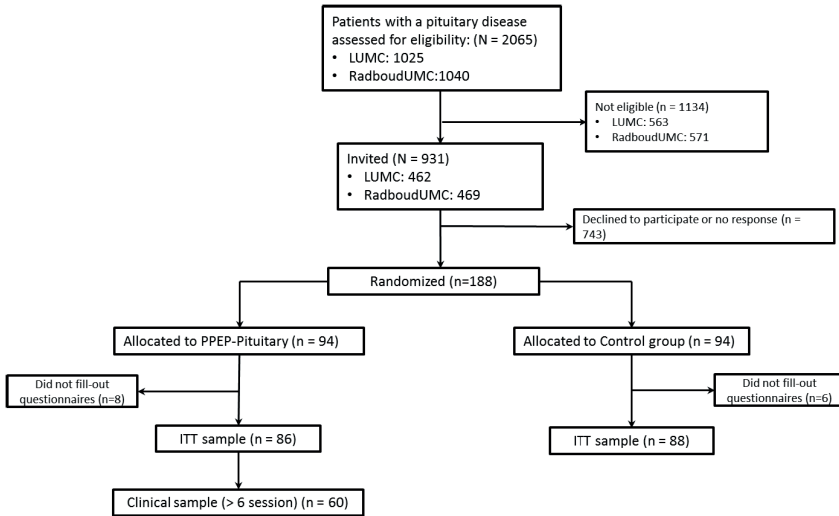 Patients with a pituitary disease
assessed for eligibility: (N = 2065)
• LUMC: 1025
• RadboudUMC:1040
Not eligible (n = 1134)
• LUMC: 563
• RadboudUMC: 571
Invited (N = 931)
• LUMC: 462
• RadboudUMC: 469
Declined to participate or no response (n =
743)
Randomized (n=188)
Allocated to PPEP-Pituitary (n = 94)
Allocated to Control group (n = 94)
Did not fill-out
questionnaires (n=8)
Did not fill-out
questionnaires (n=6)
ITT sample (n = 86)
ITT sample (n = 88)
Clinical sample (> 6 session) (n = 60)